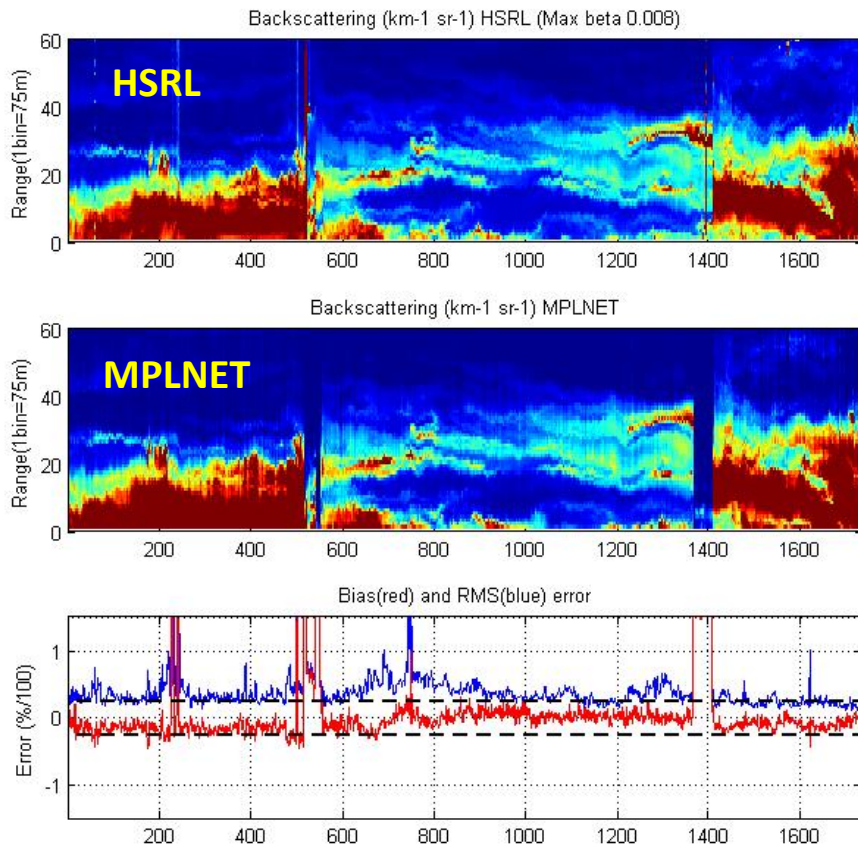 Backscattering (km-1 sr-1) HSRL (Max beta 0.008)
60
40
20
0
Range(1bin=75m)
HSRL
200 400 600 800 1000 1200 1400 1600
Backscattering (km-1 sr-1) MPLNET
60
40
20
0
Range(1bin=75m)
MPLNET
200 400 600 800 1000 1200 1400 1600
Bias(red) and RMS(blue) error
1
0
-1
Error (%/100)
200 400 600 800 1000 1200 1400 1600